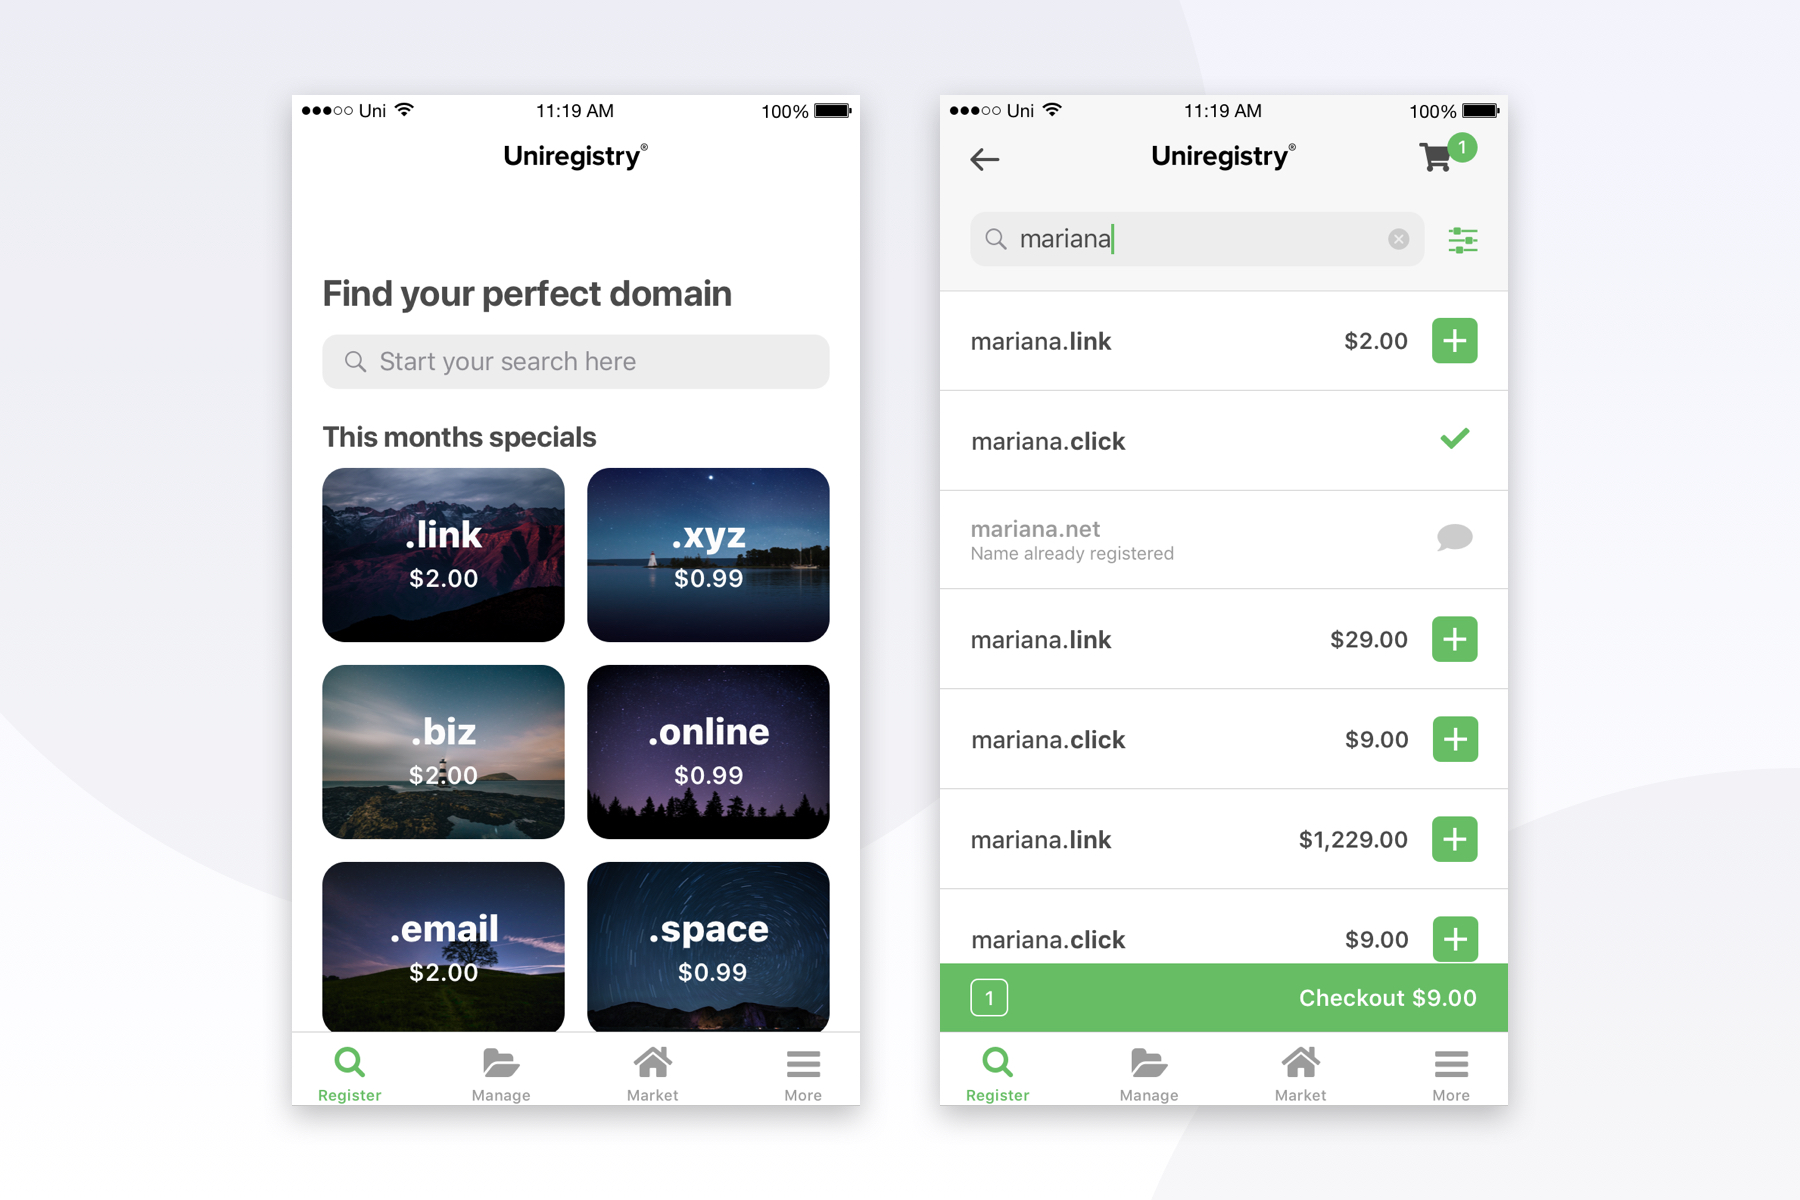 Uni 11:19 AM 100%
Uniregistry®
Find your perfect domain
Start your search here
This months specials
.link
$2.00
.xyz
$0.99
.biz
$2.00
.online
$0.99
.email
$2.00
.space
$0.99
Register Manage Market More
Uni 11:19 AM 100%
Uniregistry® 1
mariana
mariana.link $2.00
mariana.click
mariana.net
Name already registered
mariana.link $29.00
mariana.click $9.00
mariana.link $1,229.00
mariana.click $9.00
1 Checkout $9.00
Register Manage Market More